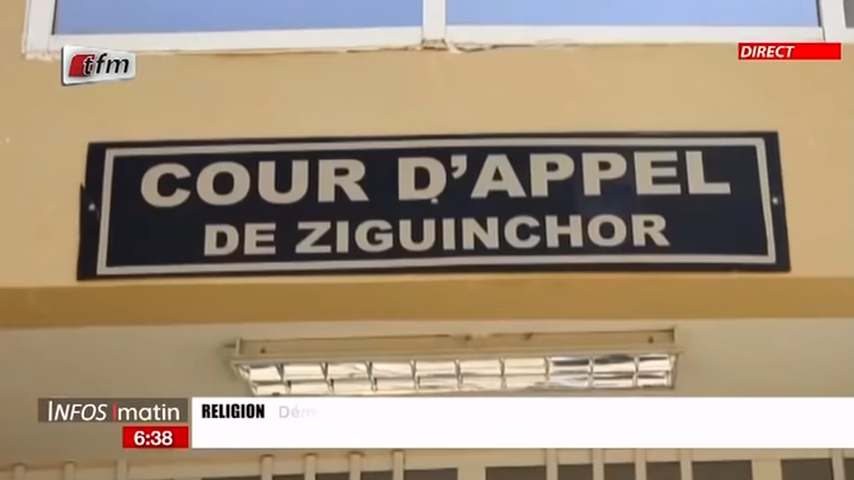 tfm
DIRECT
COUR D'APPEL
DE ZIGUINCHOR
INFOS matin
RELIGION
6:38